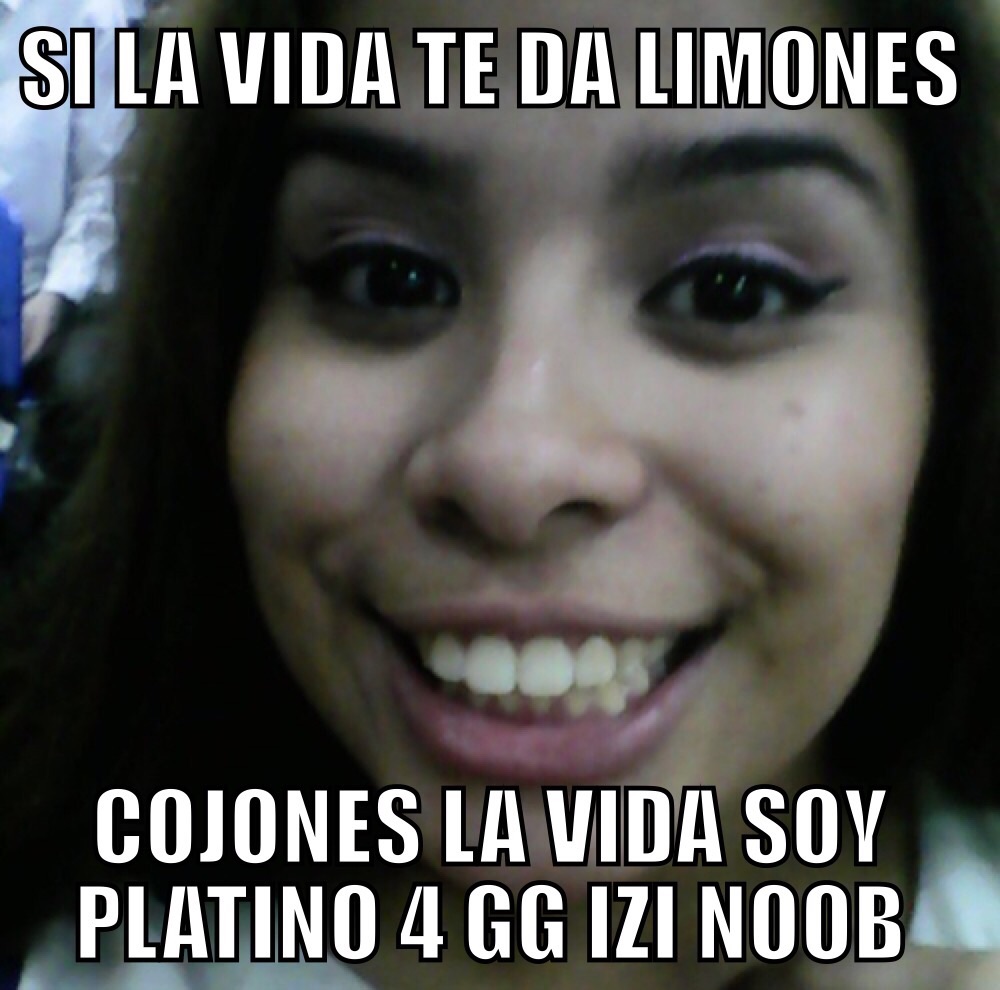 SI LA VIDA TE DA LIMONES
COJONES LA VIDA SOY
PLATINO 4 GG IZI NOOB